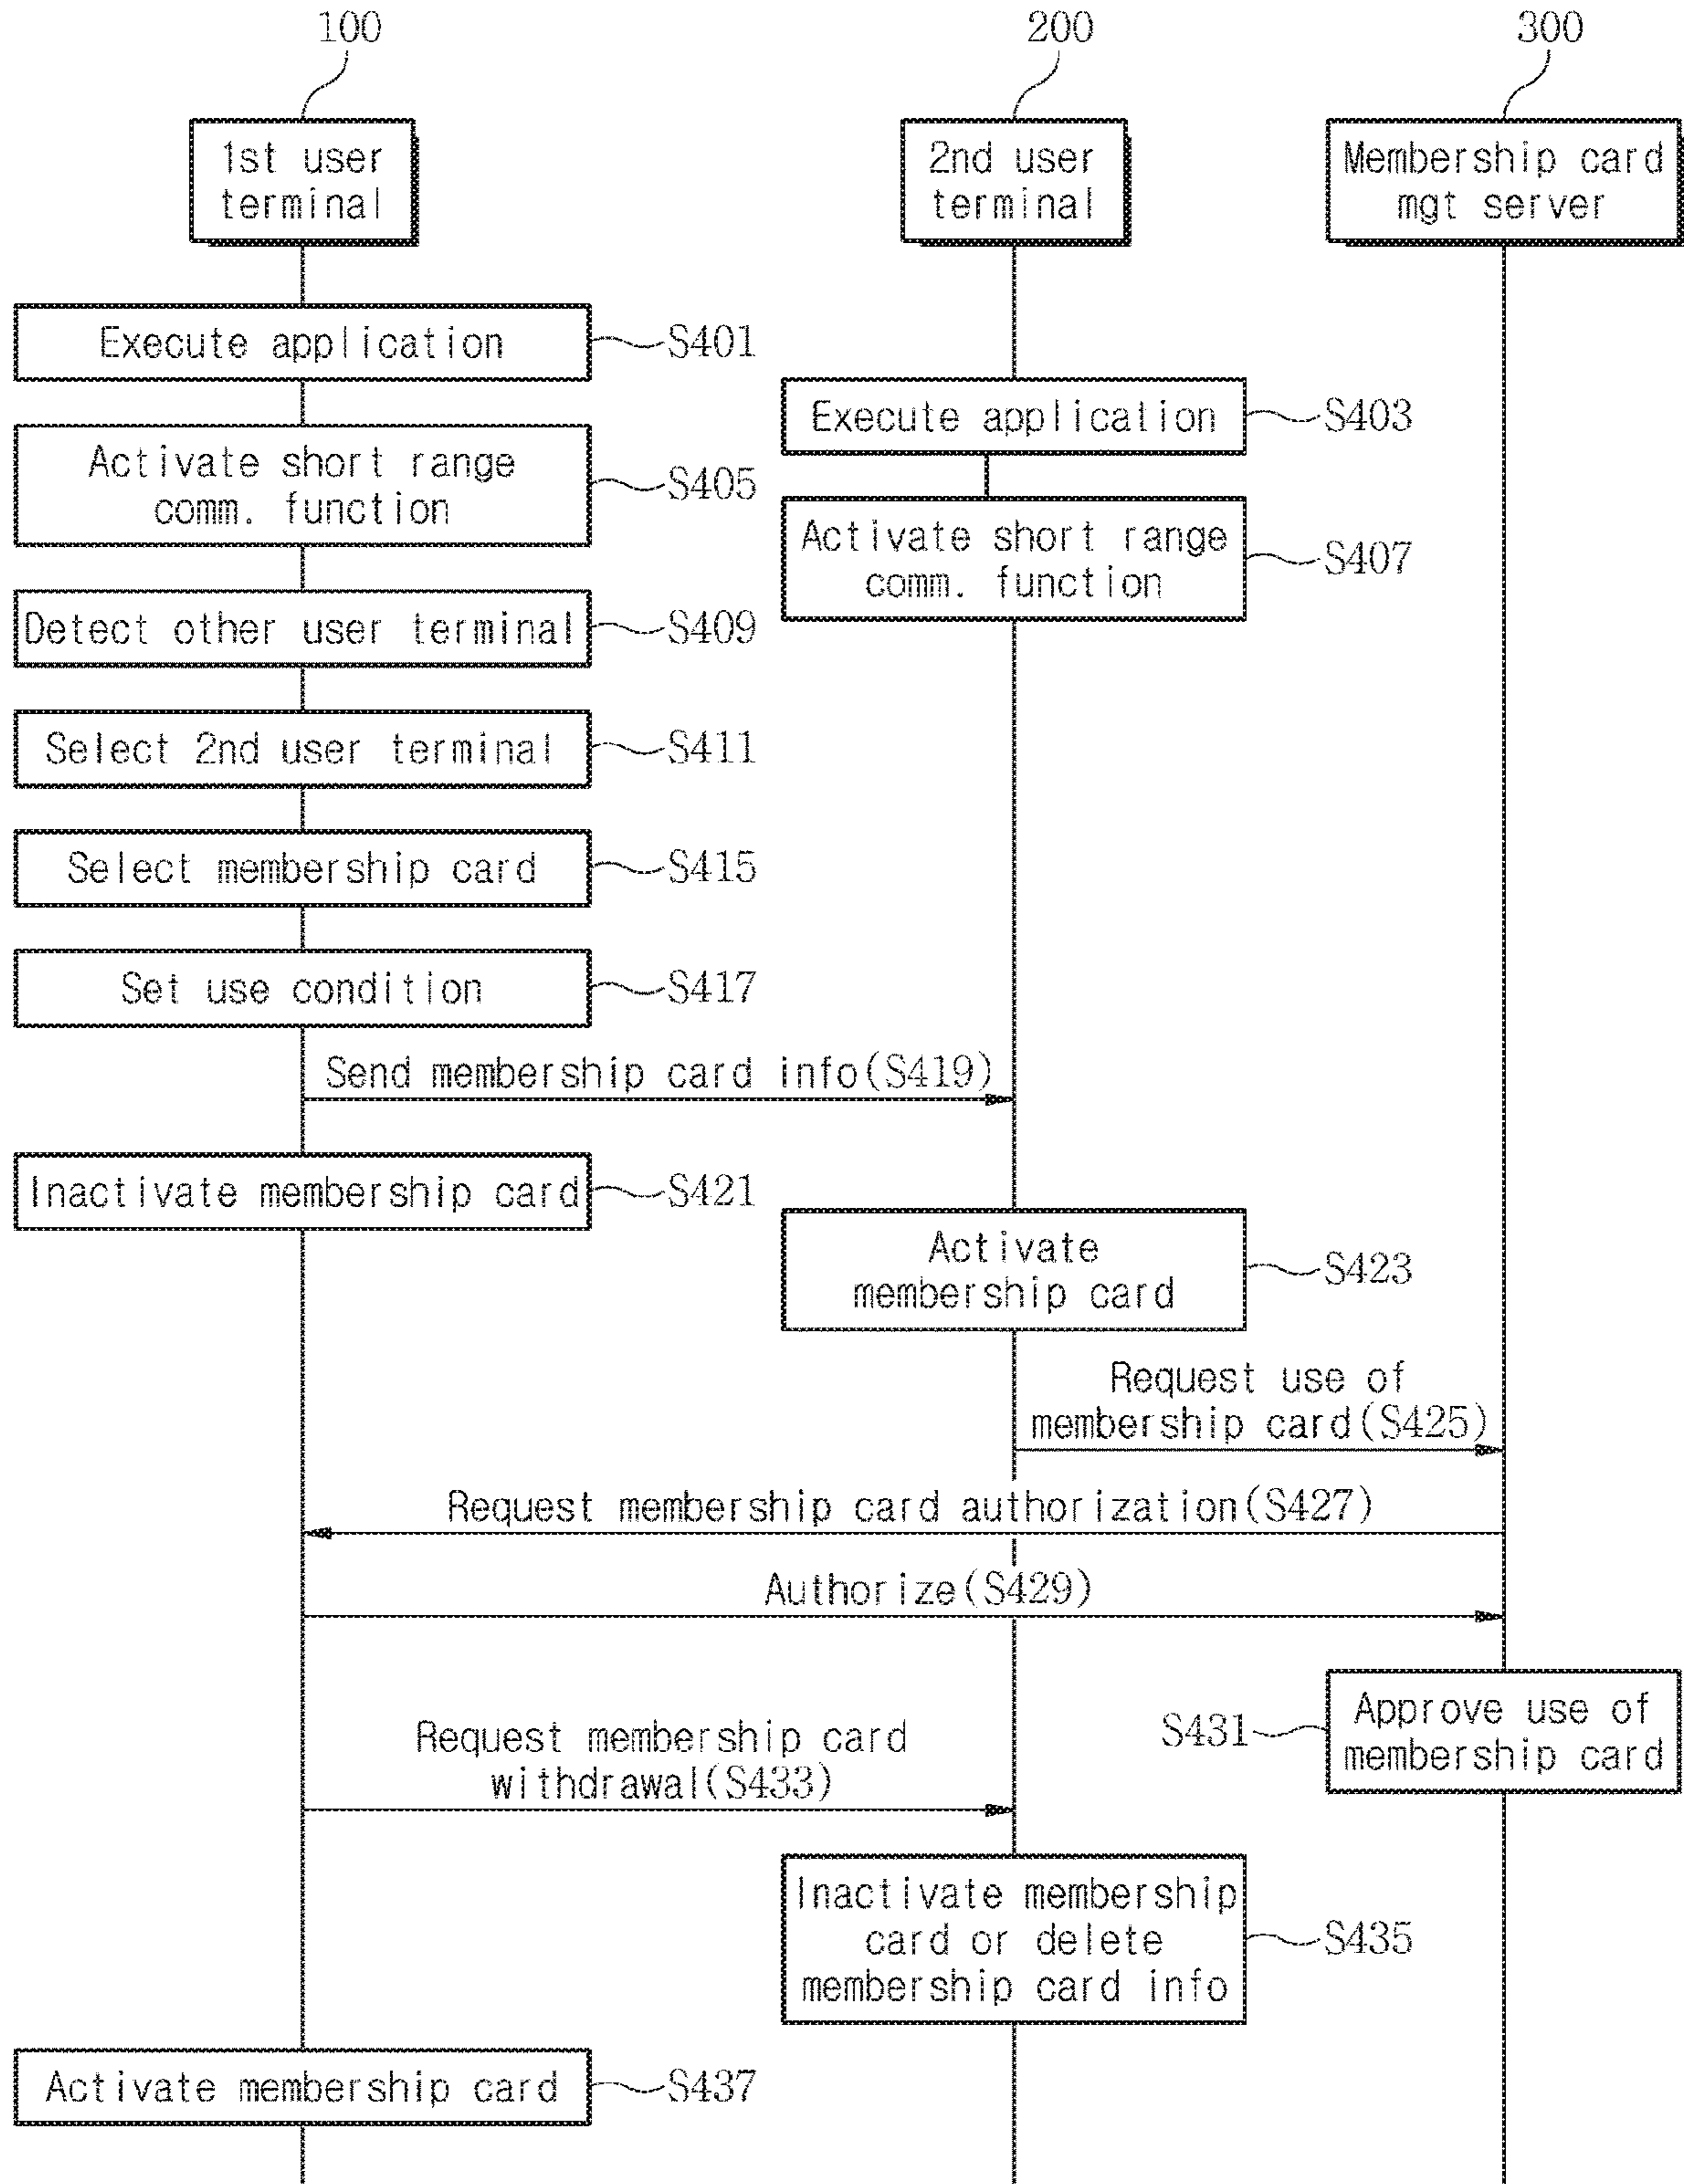 100
200
300
1st user
terminal
2nd user
terminal
Membership card
mgt server
Execute application
S401
Execute application
S403
Activate short range
comm. function
S405
Activate short range
comm. function
S407
Detect other user terminal
S409
Select 2nd user terminal
S411
Select membership card
S415
Set use condition
S417
Send membership card info(S419)
Inactivate membership card
S421
Activate
membership card
S423
Request use of
membership card(S425)
Request membership card authorization(S427)
Authorize(S429)
Approve use of
membership card
S431
Request membership card
withdrawal(S433)
Inactivate membership
card or delete
membership card info
S435
Activate membership card
S437